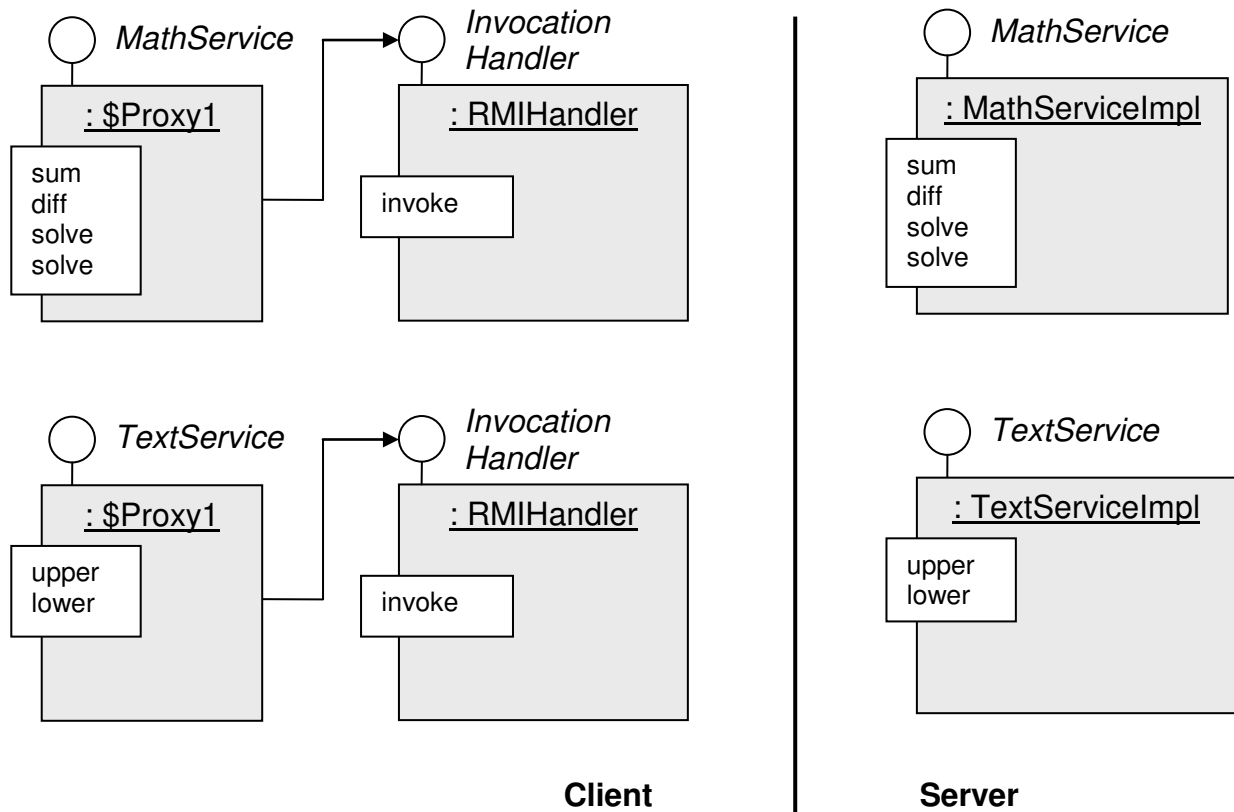 MathService
Invocation
Handler
: $Proxy1
: RMIHandler
sum
diff
solve
solve
invoke
MathService
: MathServiceImpl
sum
diff
solve
solve
TextService
Invocation
Handler
: $Proxy1
: RMIHandler
upper
lower
invoke
TextService
: TextServiceImpl
upper
lower
Client
Server